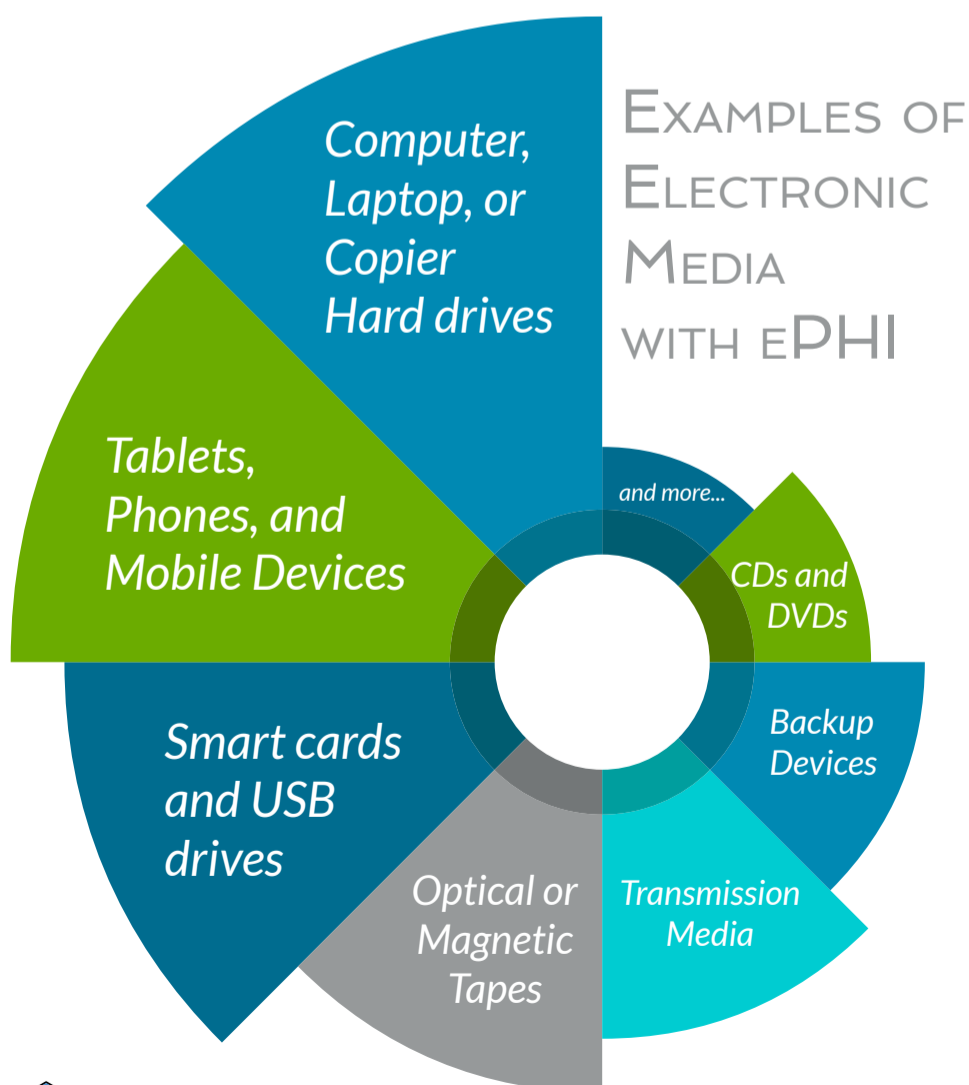 EXAMPLES OF
ELECTRONIC
MEDIA
WITH ePHI
Computer,
Laptop, or
Copier
Hard drives
Tablets,
Phones, and
Mobile Devices
Smart cards
and USB
drives
Optical or
Magnetic
Tapes
Transmission
Media
Backup
Devices
CDs and
DVDs
and more...